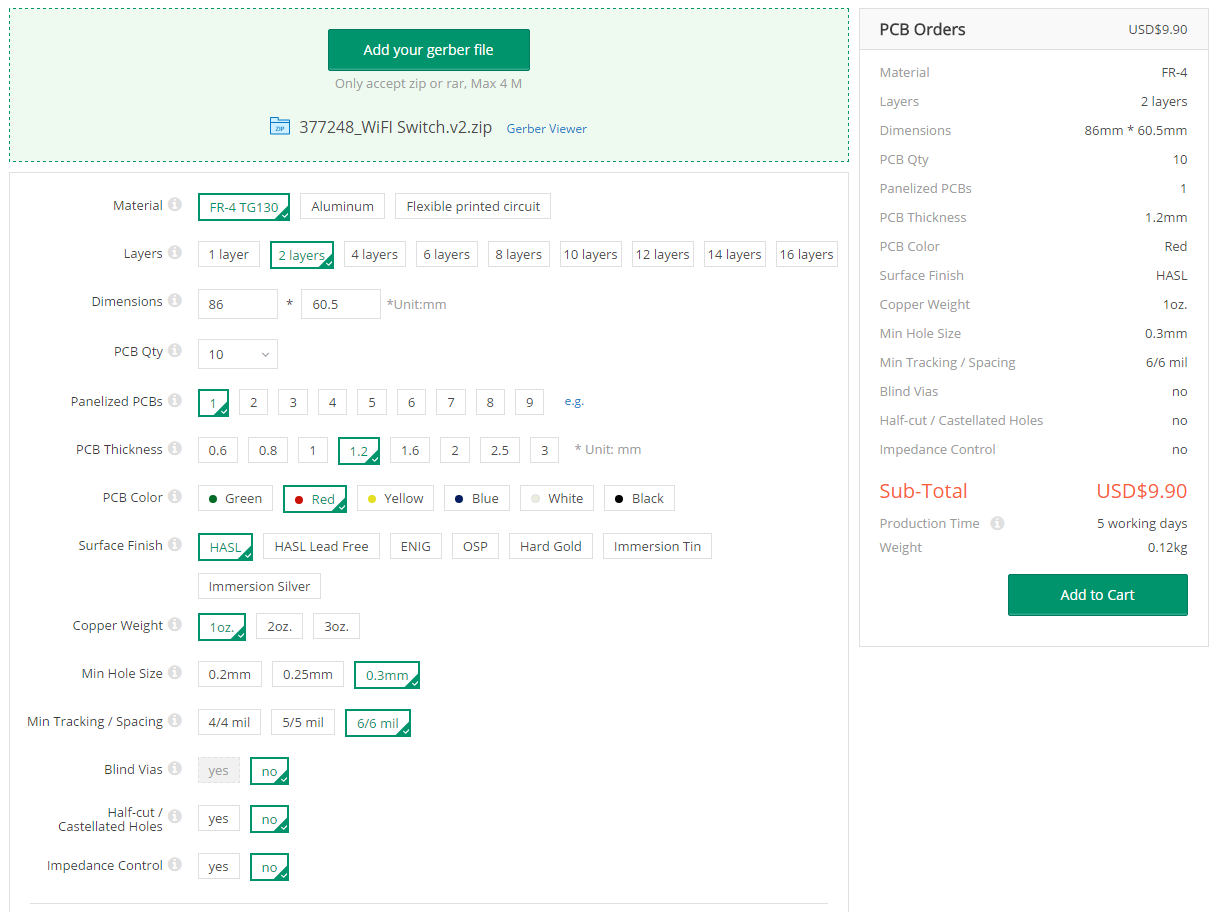 Add your gerber file
Only accept zip or rar, Max 4 M
ZIP 377248_WiFI Switch.v2.zip Gerber Viewer
Material FR-4 TG130 Aluminum Flexible printed circuit
Layers 1 layer 2 layers 4 layers 6 layers 8 layers 10 layers 12 layers 14 layers 16 layers
Dimensions 86 * 60.5 *Unit:mm
PCB Qty 10
Panelized PCBs 1 2 3 4 5 6 7 8 9 e.g.
PCB Thickness 0.6 0.8 1 1.2 1.6 2 2.5 3 * Unit: mm
PCB Color Green Red Yellow Blue White Black
Surface Finish HASL HASL Lead Free ENIG OSP Hard Gold Immersion Tin
Immersion Silver
Copper Weight 1oz. 2oz. 3oz.
Min Hole Size 0.2mm 0.25mm 0.3mm
Min Tracking / Spacing 4/4 mil 5/5 mil 6/6 mil
Blind Vias yes no
Half-cut /
Castellated Holes yes no
Impedance Control yes no
PCB Orders USD$9.90
Material FR-4
Layers 2 layers
Dimensions 86mm * 60.5mm
PCB Qty 10
Panelized PCBs 1
PCB Thickness 1.2mm
PCB Color Red
Surface Finish HASL
Copper Weight 1oz.
Min Hole Size 0.3mm
Min Tracking / Spacing 6/6 mil
Blind Vias no
Half-cut / Castellated Holes no
Impedance Control no
Sub-Total USD$9.90
Production Time 5 working days
Weight 0.12kg
Add to Cart